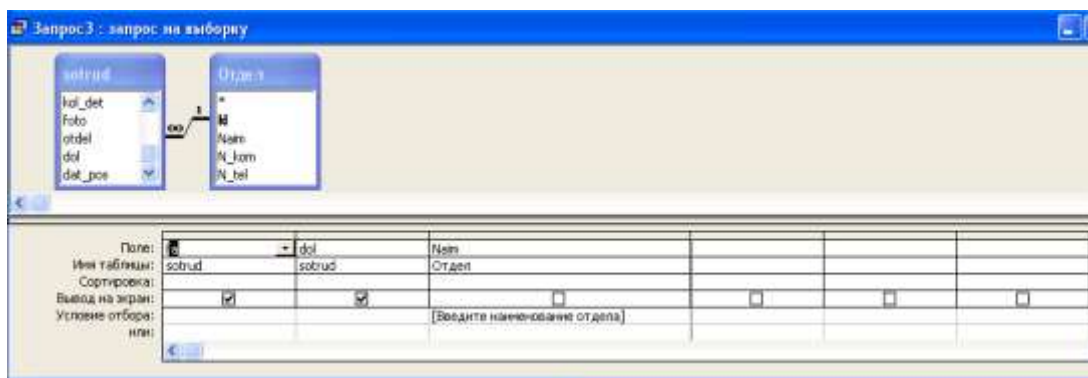 Запрос3 : запрос на выборку
sotrud
kol_det
foto
otdel
dol
dat_pos
∞
1
Отдел
*
Id
Naim
N_kom
N_tel
Поле: dol Naim
Имя таблицы: sotrud sotrud Отдел
Сортировка:
Вывод на экран:
Условие отбора: [Введите наименование отдела]
или: